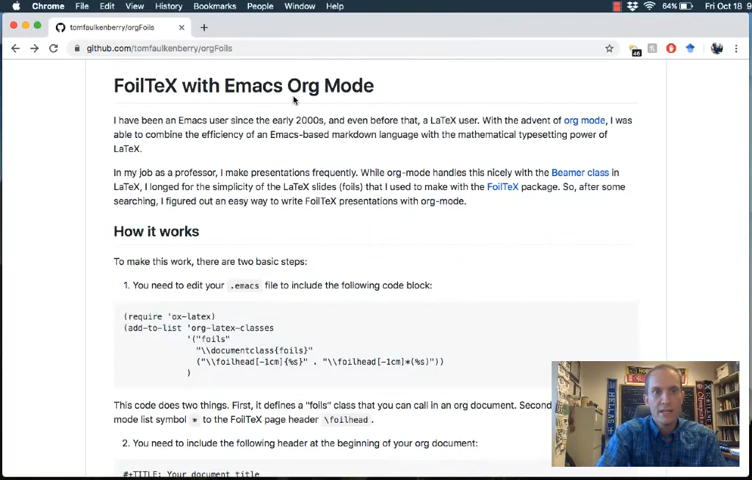 Chrome File Edit View History Bookmarks People Window Help 64% Fri Oct 18 9
tomfaulkenberry/orgFoils
github.com/tomfaulkenberry/orgFoils
FoilTeX with Emacs Org Mode
I have been an Emacs user since the early 2000s, and even before that, a LaTeX user. With the advent of org mode, I was
able to combine the efficiency of an Emacs-based markdown language with the mathematical typesetting power of
LaTeX.
In my job as a professor, I make presentations frequently. While org-mode handles this nicely with the Beamer class in
LaTeX, I longed for the simplicity of the LaTeX slides (foils) that I used to make with the FoilTeX package. So, after some
searching, I figured out an easy way to write FoilTeX presentations with org-mode.
How it works
To make this work, there are two basic steps:
1. You need to edit your .emacs file to include the following code block:
(require 'ox-latex)
(add-to-list 'org-latex-classes
'("foils"
"\\documentclass{foils}"
("\\foilhead[-1cm]{%s}" . "\\foilhead[-1cm]*{%s}"))
)
This code does two things. First, it defines a "foils" class that you can call in an org document. Second
mode list symbol * to the FoilTeX page header \foilhead.
2. You need to include the following header at the beginning of your org document:
#+TITLE: Your document title
HELLAS